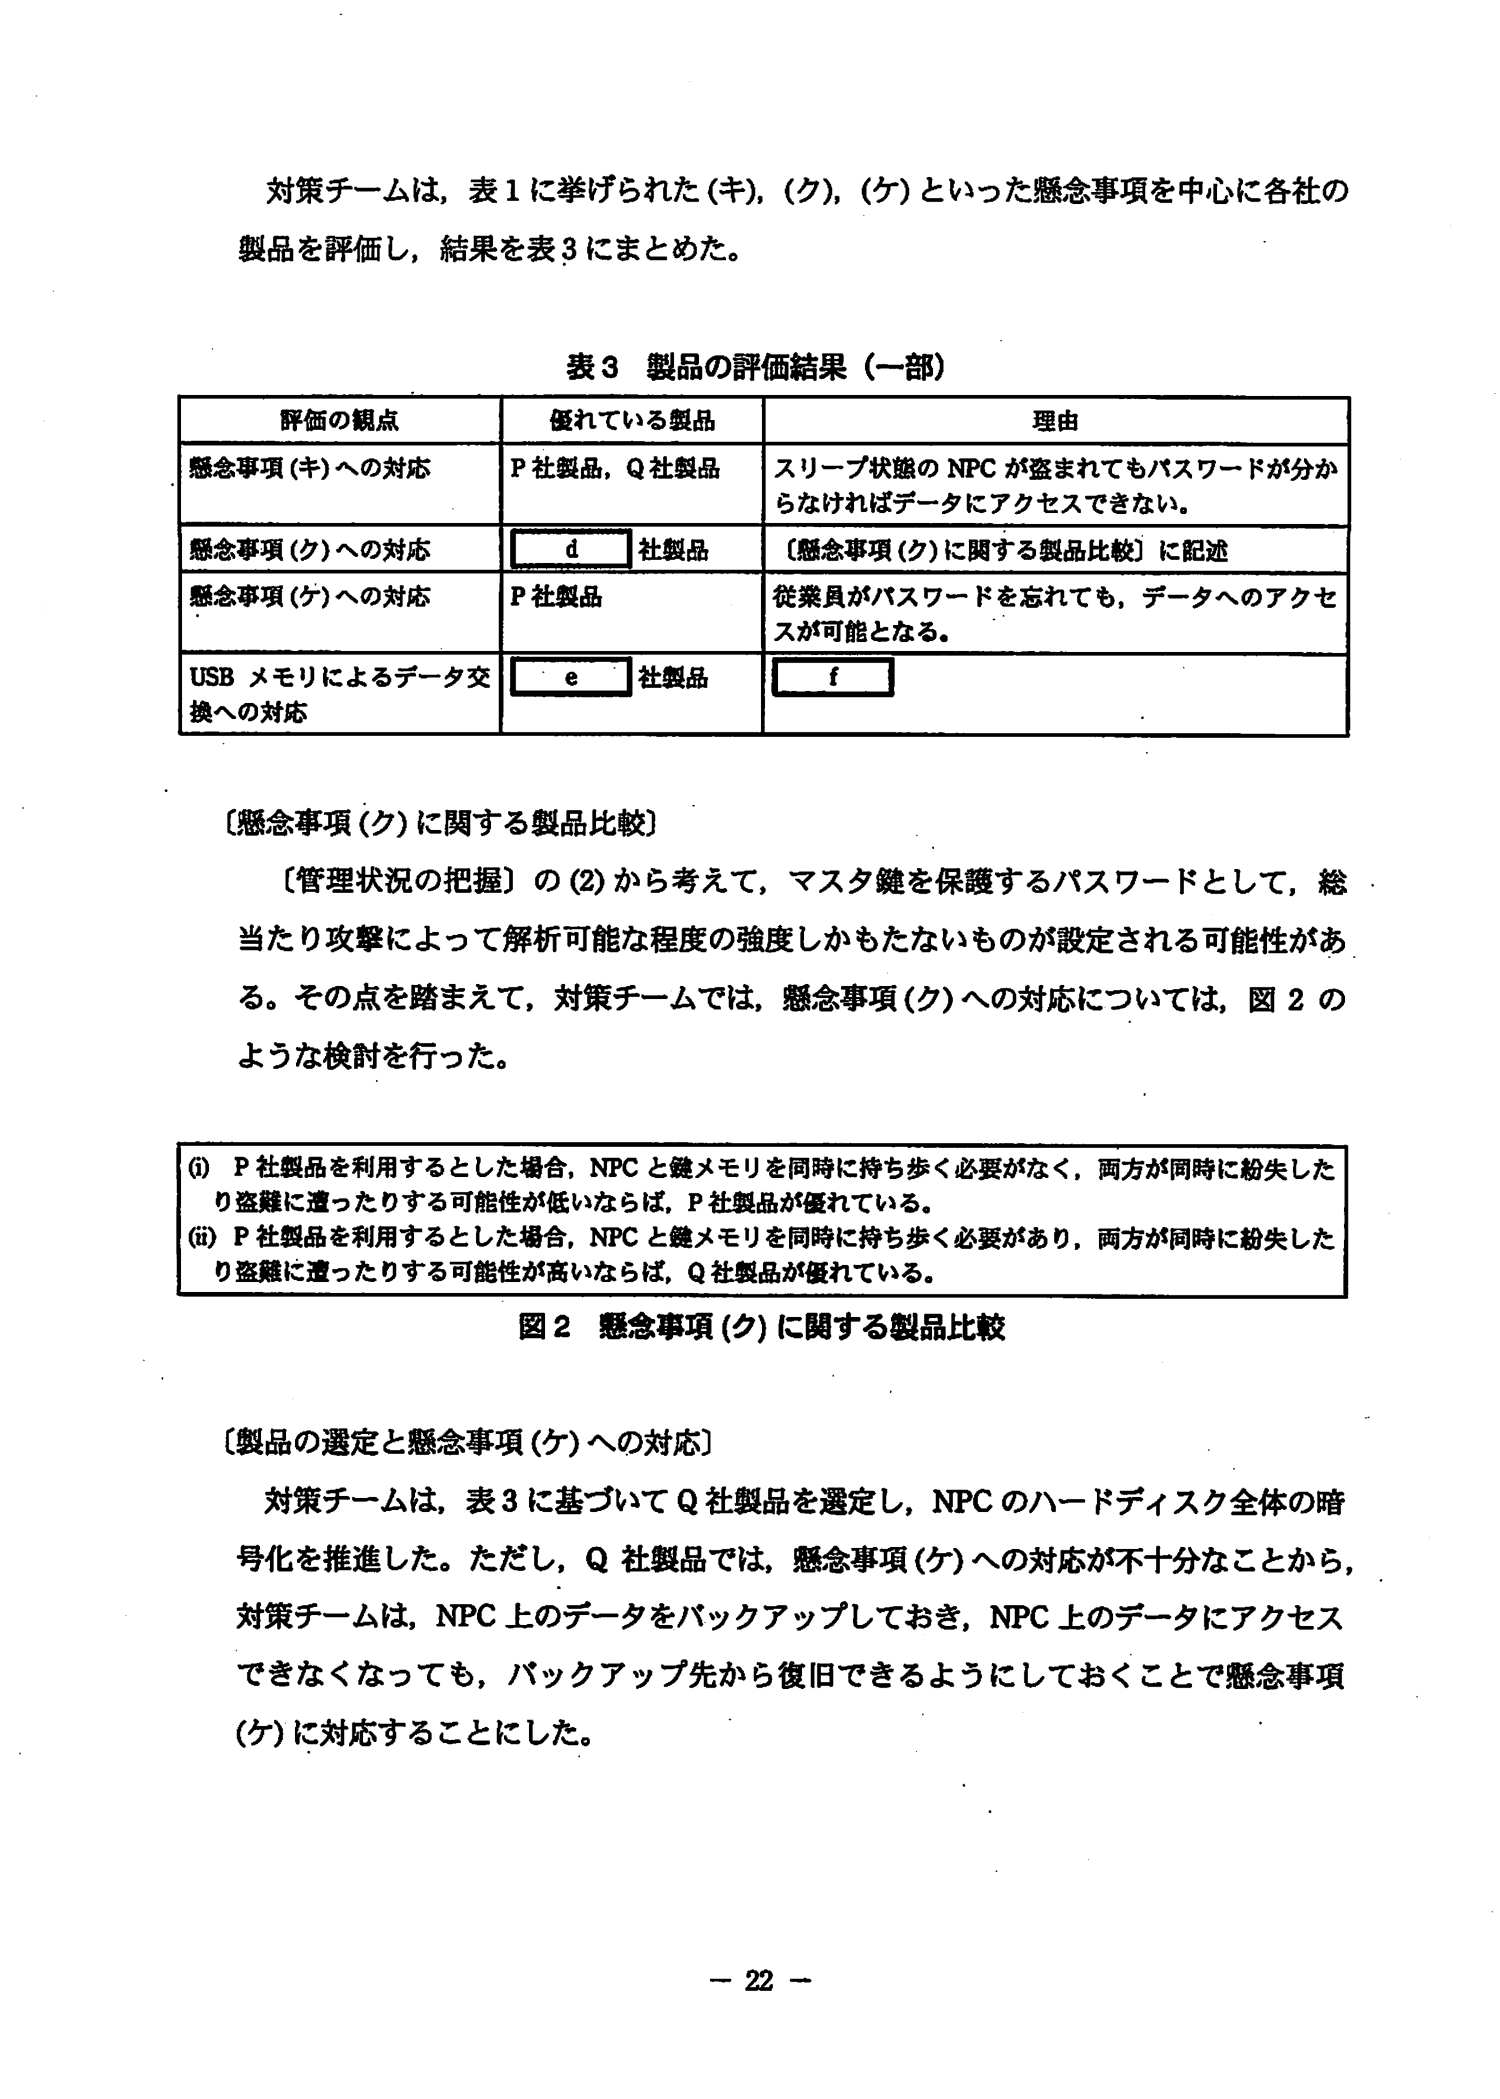 対策チームは，表1に挙げられた(キ)，(ク)，(ケ)といった懸念事項を中心に各社の
製品を評価し，結果を表3にまとめた。
表3 製品の評価結果（一部）
評価の観点 優れている製品 理由
懸念事項(キ)への対応 P社製品，Q社製品 スリープ状態のNPCが盗まれてもパスワードが分か
らなければデータにアクセスできない。
懸念事項(ク)への対応 d 社製品 〔懸念事項(ク)に関する製品比較〕に記述
懸念事項(ケ)への対応 P社製品 従業員がパスワードを忘れても，データへのアクセ
スが可能となる。
USB メモリによるデータ交 e 社製品 f
換への対応
〔懸念事項(ク)に関する製品比較〕
〔管理状況の把握〕の(2)から考えて，マスタ鍵を保護するパスワードとして，総
当たり攻撃によって解析可能な程度の強度しかもたないものが設定される可能性があ
る。その点を踏まえて，対策チームでは，懸念事項(ク)への対応については，図2の
ような検討を行った。
(i) P社製品を利用するとした場合，NPCと鍵メモリを同時に持ち歩く必要がなく，両方が同時に紛失した
り盗難に遭ったりする可能性が低いならば，P社製品が優れている。
(ii) P社製品を利用するとした場合，NPCと鍵メモリを同時に持ち歩く必要があり，両方が同時に紛失した
り盗難に遭ったりする可能性が高いならば，Q社製品が優れている。
図2 懸念事項(ク)に関する製品比較
〔製品の選定と懸念事項(ケ)への対応〕
対策チームは，表3に基づいてQ社製品を選定し，NPCのハードディスク全体の暗
号化を推進した。ただし，Q社製品では，懸念事項(ケ)への対応が不十分なことから，
対策チームは，NPC上のデータをバックアップしておき，NPC上のデータにアクセス
できなくなっても，バックアップ先から復旧できるようにしておくことで懸念事項
(ケ)に対応することにした。
－ 22 －